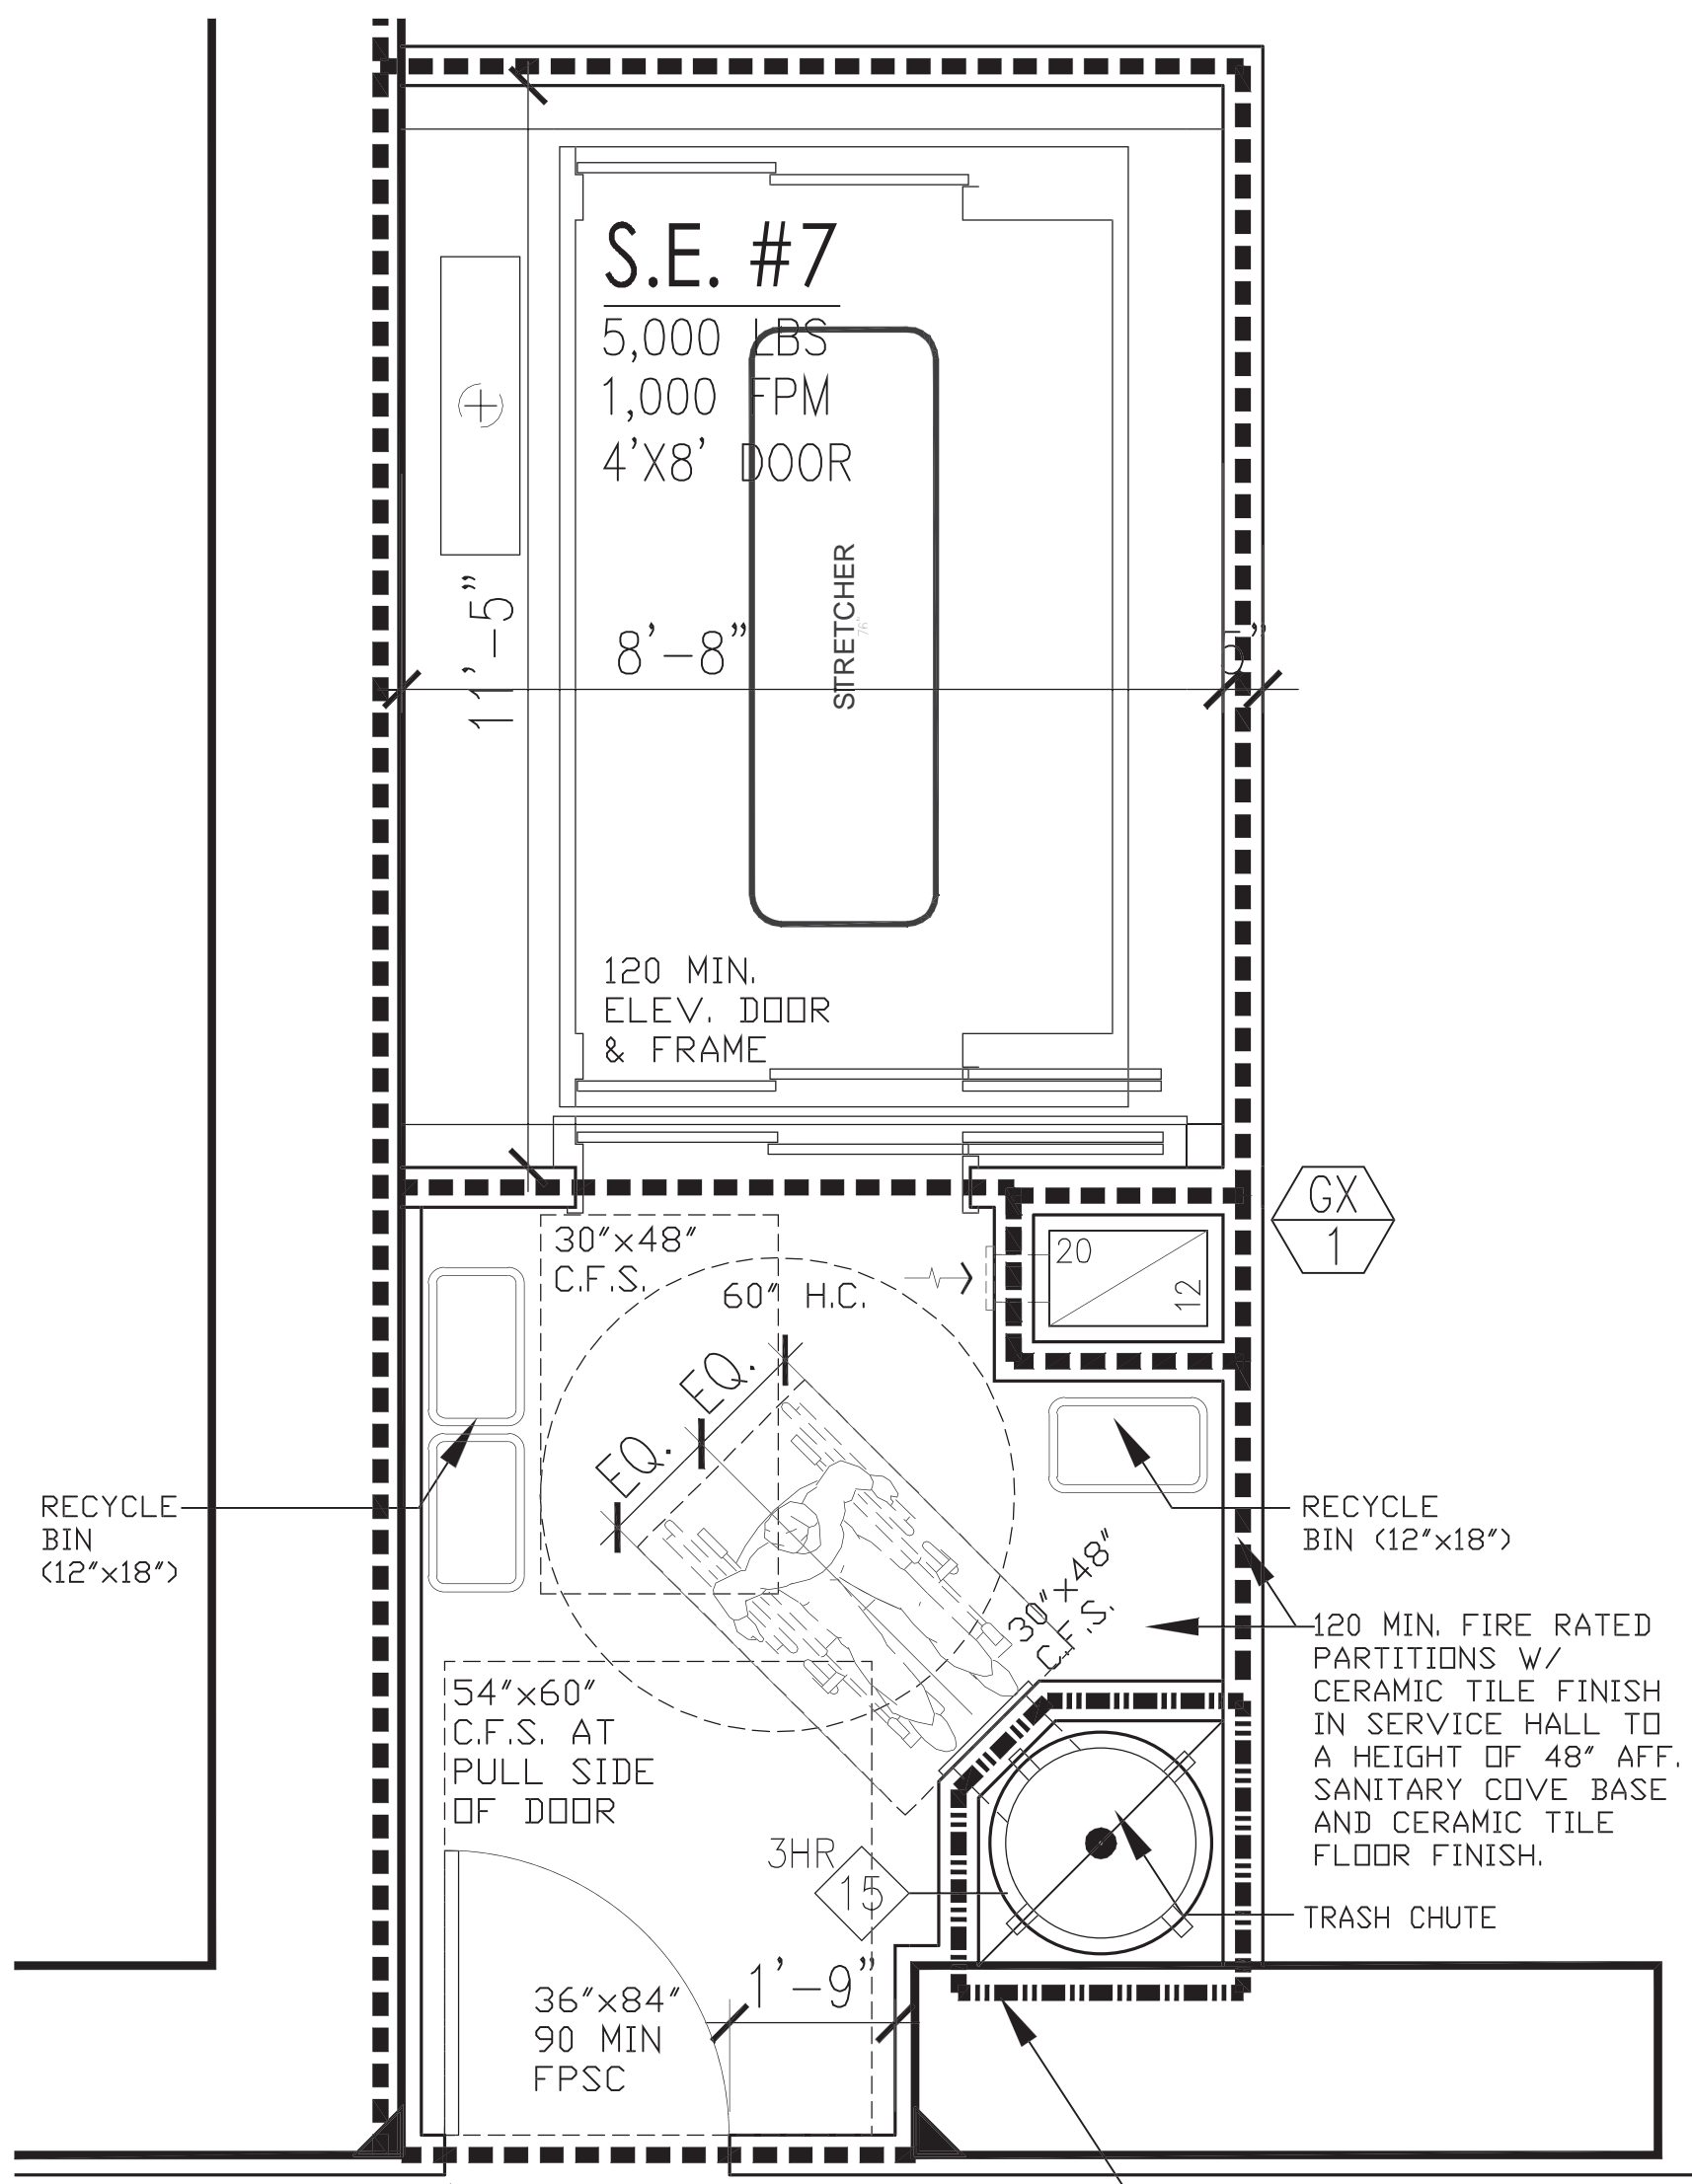 S.E. #7
5,000 LBS
1,000 FPM
4'X8' DOOR
11'-5"
8'-8"
STRETCHER
76"
5"
120 MIN.
ELEV. DOOR
& FRAME
GX
1
30"x48"
C.F.S.
60" H.C.
20
12
EQ.
EQ.
RECYCLE
BIN
(12"x18")
RECYCLE
BIN (12"x18")
30"x48"
C.F.S.
120 MIN. FIRE RATED
PARTITIONS W/
CERAMIC TILE FINISH
IN SERVICE HALL TO
A HEIGHT OF 48" AFF.
SANITARY COVE BASE
AND CERAMIC TILE
FLOOR FINISH.
54"x60"
C.F.S. AT
PULL SIDE
OF DOOR
3HR
15
TRASH CHUTE
1'-9"
36"x84"
90 MIN
FPSC